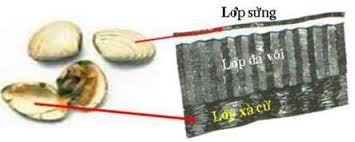 Lớp sừng
Lớp đá vôi
Lớp xà cừ